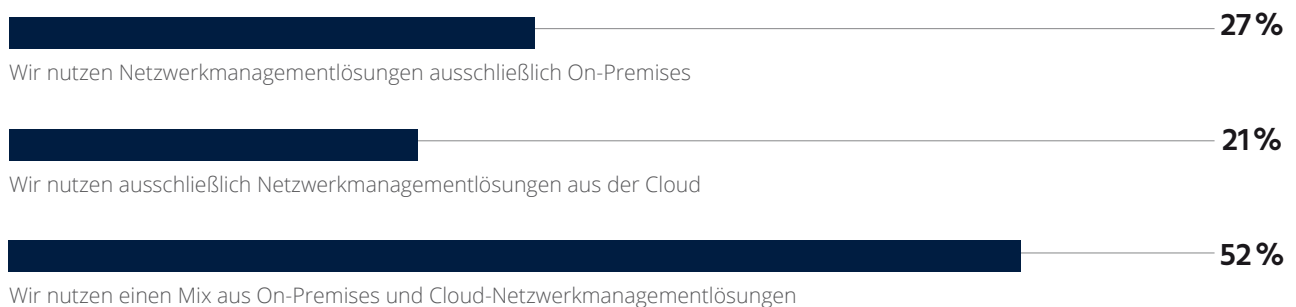 27 %
Wir nutzen Netzwerkmanagementlösungen ausschließlich On-Premises
21 %
Wir nutzen ausschließlich Netzwerkmanagementlösungen aus der Cloud
52 %
Wir nutzen einen Mix aus On-Premises und Cloud-Netzwerkmanagementlösungen